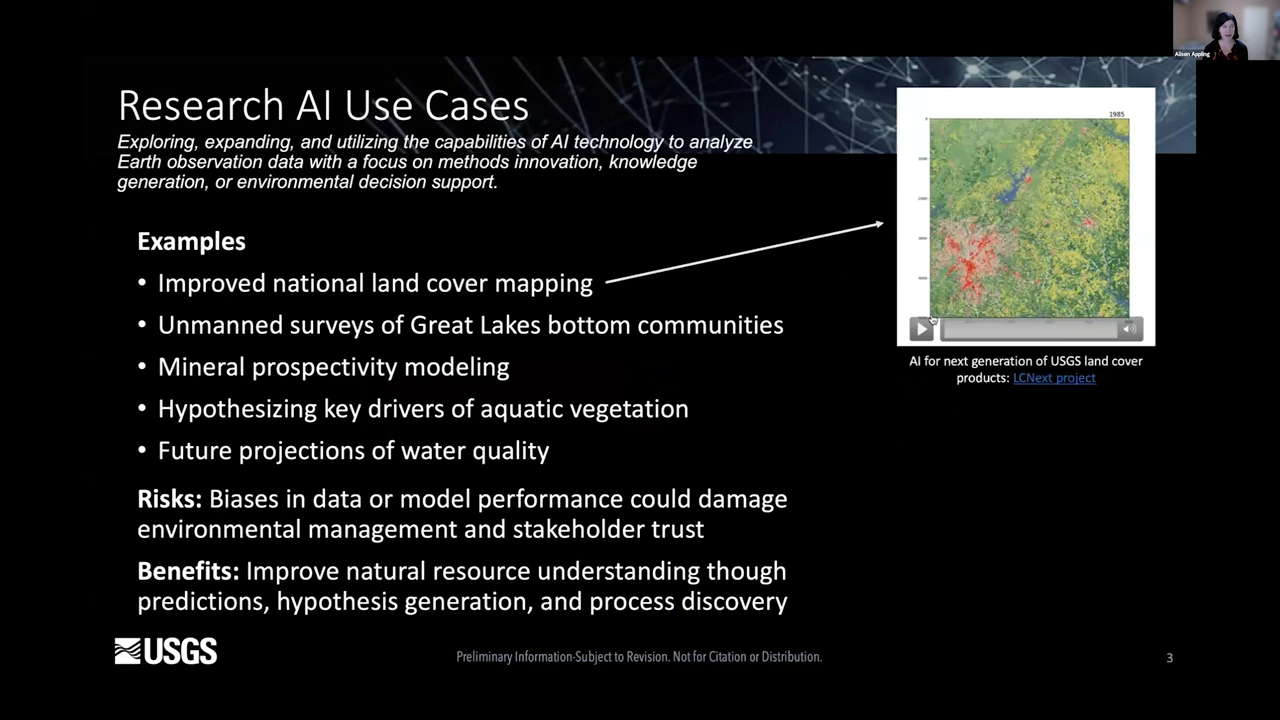 Alison Appling
Research AI Use Cases
Exploring, expanding, and utilizing the capabilities of AI technology to analyze
Earth observation data with a focus on methods innovation, knowledge
generation, or environmental decision support.
1985
Examples
• Improved national land cover mapping
• Unmanned surveys of Great Lakes bottom communities
• Mineral prospectivity modeling
• Hypothesizing key drivers of aquatic vegetation
• Future projections of water quality
Risks: Biases in data or model performance could damage
environmental management and stakeholder trust
Benefits: Improve natural resource understanding though
predictions, hypothesis generation, and process discovery
AI for next generation of USGS land cover
products: LCNext project
USGS
Preliminary Information-Subject to Revision. Not for Citation or Distribution.
3